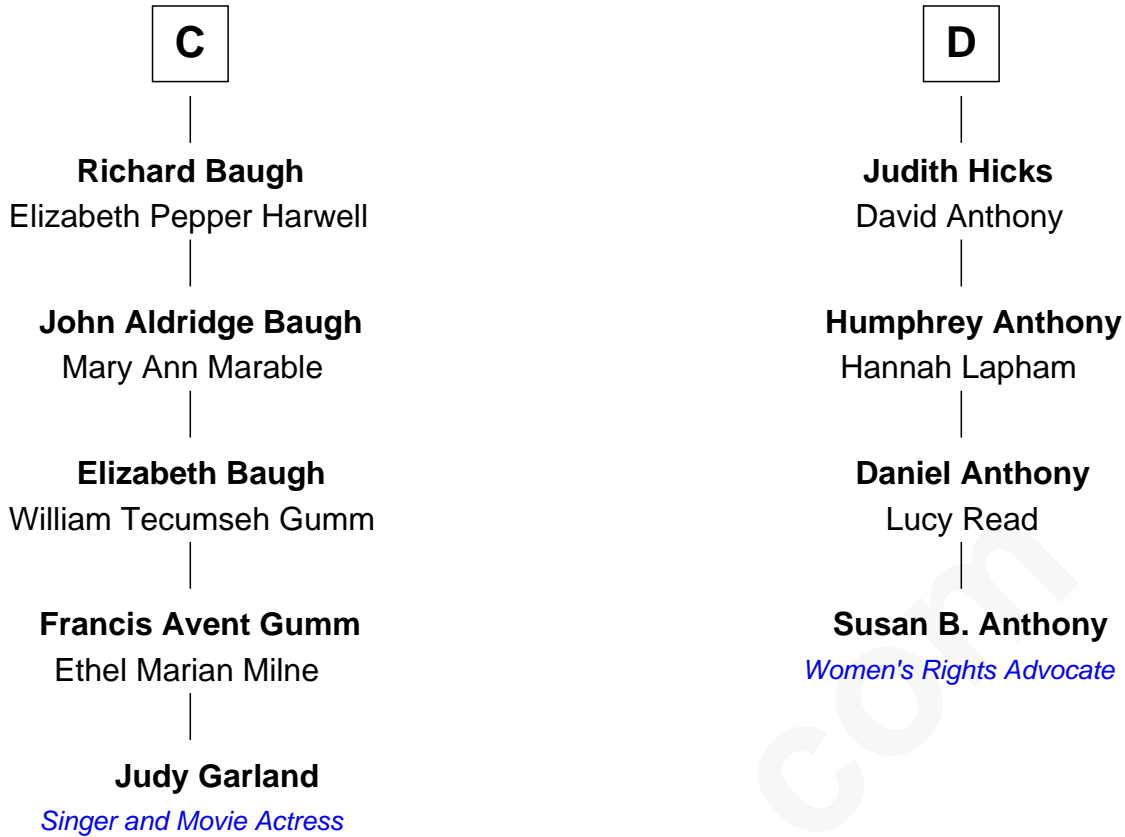 C
Richard Baugh
Elizabeth Pepper Harwell
John Aldridge Baugh
Mary Ann Marable
Elizabeth Baugh
William Tecumseh Gumm
Francis Avent Gumm
Ethel Marian Milne
Judy Garland
Singer and Movie Actress
D
Judith Hicks
David Anthony
Humphrey Anthony
Hannah Lapham
Daniel Anthony
Lucy Read
Susan B. Anthony
Women's Rights Advocate
com